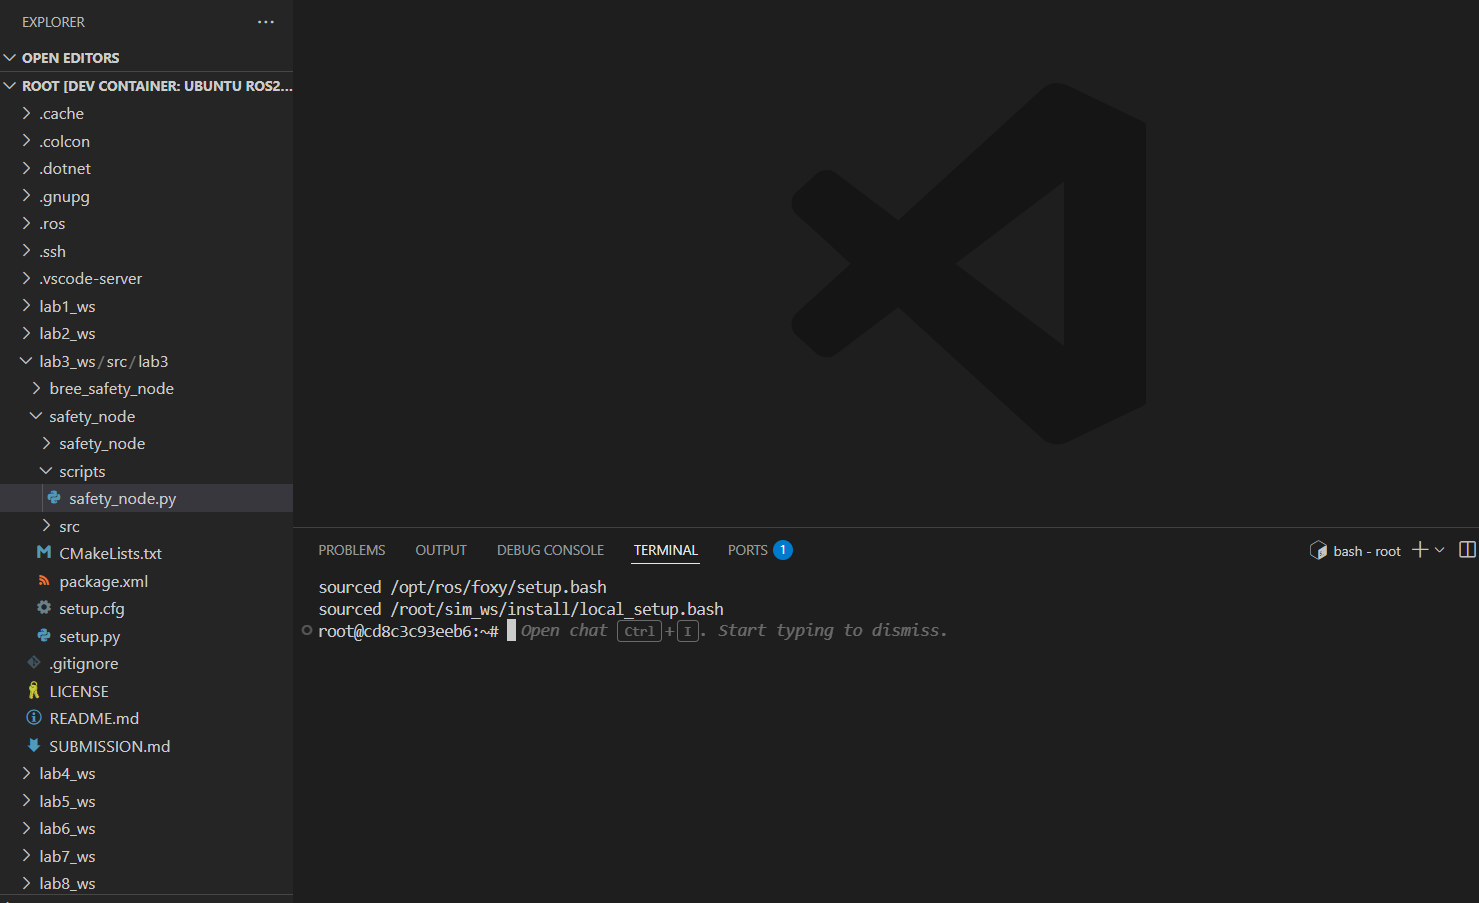 EXPLORER
OPEN EDITORS
ROOT [DEV CONTAINER: UBUNTU ROS2...
.cache
.colcon
.dotnet
.gnupg
.ros
.ssh
.vscode-server
lab1_ws
lab2_ws
lab3_ws/src/lab3
bree_safety_node
safety_node
safety_node
scripts
safety_node.py
src
CMakeLists.txt
package.xml
setup.cfg
setup.py
.gitignore
LICENSE
README.md
SUBMISSION.md
lab4_ws
lab5_ws
lab6_ws
lab7_ws
lab8_ws
PROBLEMS OUTPUT DEBUG CONSOLE TERMINAL PORTS 1 bash - root
sourced /opt/ros/foxy/setup.bash
sourced /root/sim_ws/install/local_setup.bash
root@cd8c3c93eeb6:~# Open chat Ctrl+I. Start typing to dismiss.